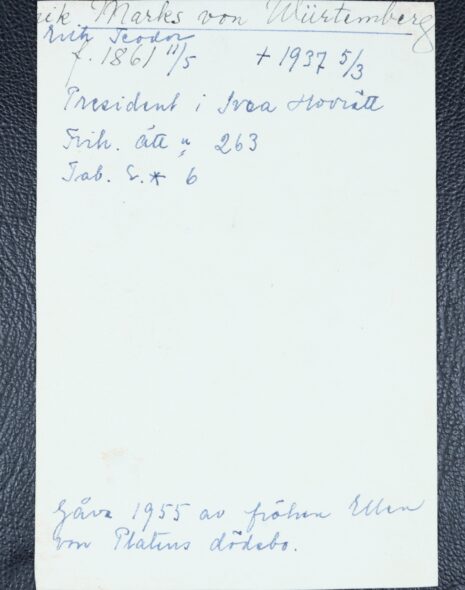 rik Marks von Würtemberg
Erik Teodor
f. 1861 11/5 + 1937 5/3
President i Svea Hovrätt
Frih. ätt n: 263
Tab. 6
Gåva 1955 av fröken Ellen
von Platens dödsbo.